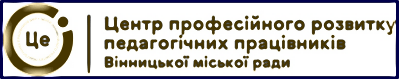 Це
Центр професійного розвитку
педагогічних працівників
Вінницької міської ради